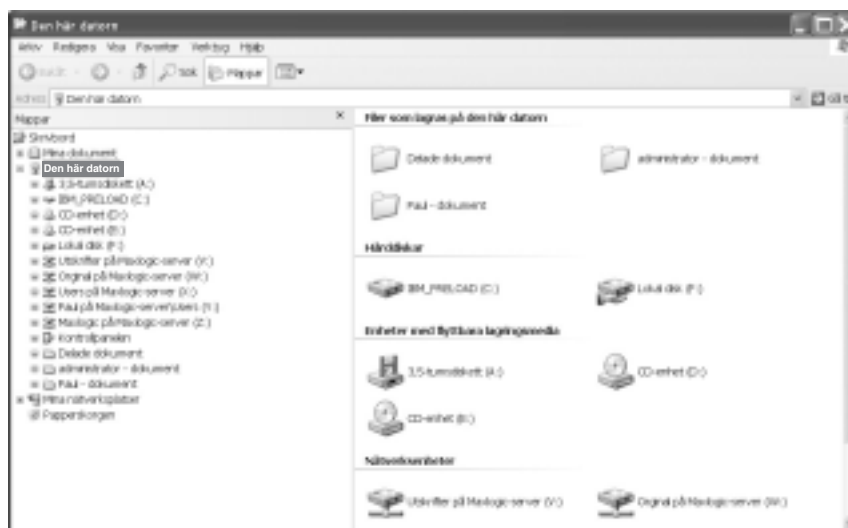 Den här datorn
Arkiv Redigera Visa Favoriter Verktyg Hjälp
Sök Mappar
Adress Den här datorn Gå till
Mappar
Skrivbord
Mina dokument
Den här datorn
3,5-tumsdiskett (A:)
IBM_PRELOAD (C:)
CD-enhet (D:)
CD-enhet (E:)
Lokal disk (F:)
Utskrifter på Maxlogic-server (V:)
Orginal på Maxlogic-server (W:)
Users på Maxlogic-server (X:)
Paul på Maxlogic-server\Users (Y:)
Maxlogic på Maxlogic-server (Z:)
Kontrollpanelen
Delade dokument
administrator - dokument
Paul - dokument
Mina nätverksplatser
Papperskorgen
Filer som lagras på den här datorn
Delade dokument administrator - dokument
Paul - dokument
Hårddiskar
IBM_PRELOAD (C:) Lokal disk (F:)
Enheter med flyttbara lagringsmedia
3,5-tumsdiskett (A:) CD-enhet (D:)
CD-enhet (E:)
Nätverksenheter
Utskrifter på Maxlogic-server (V:) Orginal på Maxlogic-server (W:)